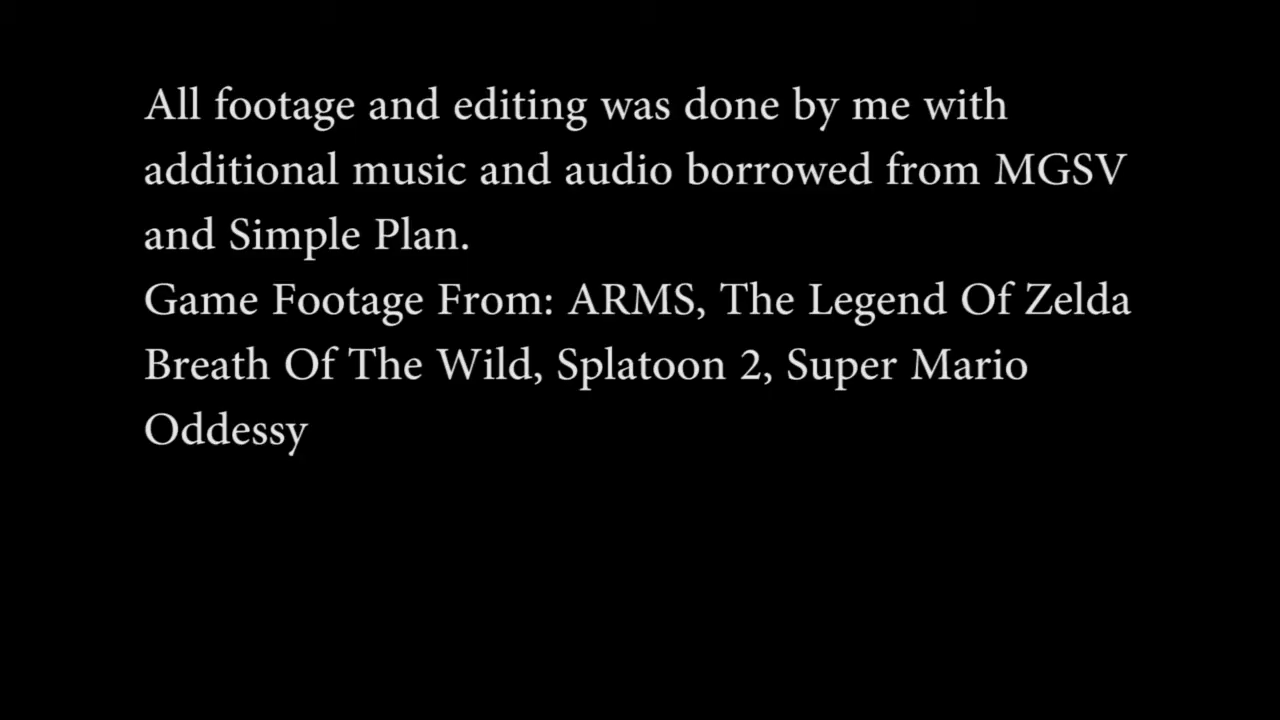 All footage and editing was done by me with
additional music and audio borrowed from MGSV
and Simple Plan.
Game Footage From: ARMS, The Legend Of Zelda
Breath Of The Wild, Splatoon 2, Super Mario
Oddessy